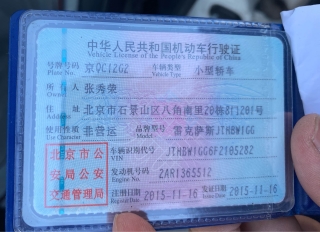 中华人民共和国机动车行驶证
Vehicle License of the People's Republic of China
号牌号码 京QC12G2 车辆类型 小型轿车
Plate No. Vehicle Type
所有人 张秀荣
Owner
住址 北京市石景山区八角南里20栋811201号
Address
使用性质 非营运 品牌型号 雷克萨斯JTHBW1GG
Use Character Model
北京市公安局公安交通管理局
车辆识别代号 JTHBW1GG6F2105282
VIN
发动机号码 2AR1365512
Engine No.
注册日期 2015-11-16 发证日期 2015-11-16
Register Date Issue Date